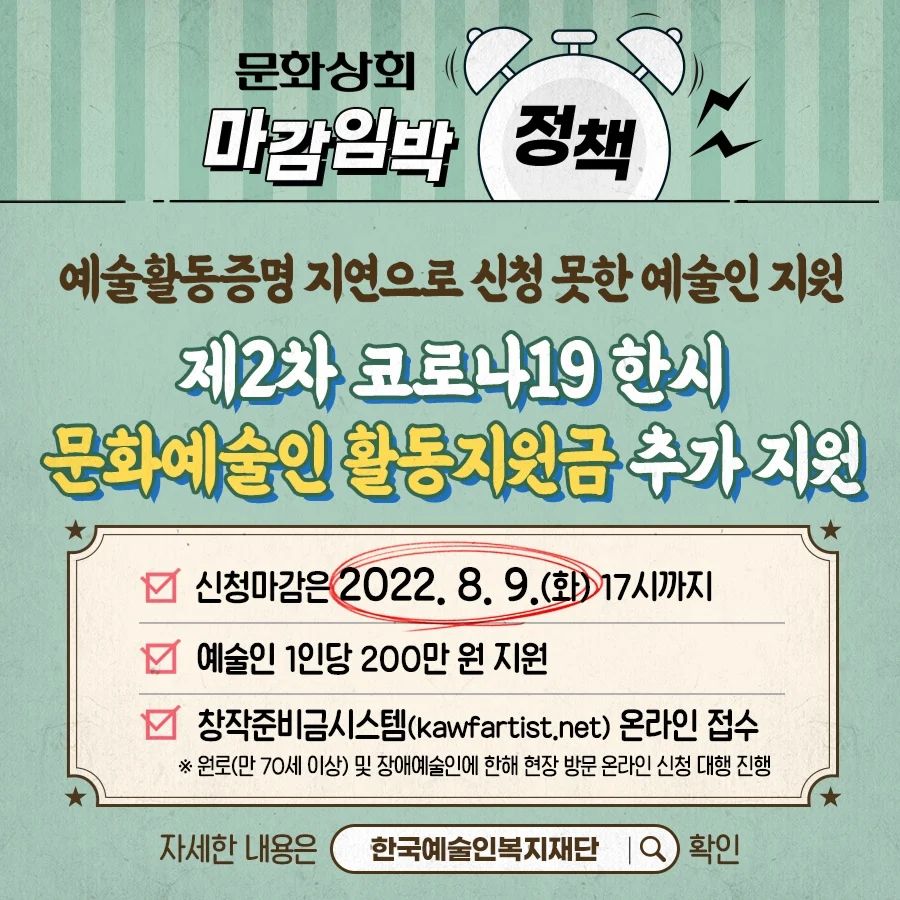 문화상회
마감임박 정책
예술활동증명 지연으로 신청 못한 예술인 지원
제2차 코로나19 한시
문화예술인 활동지원금 추가 지원
신청마감은 2022. 8. 9.(화) 17시까지
예술인 1인당 200만 원 지원
창작준비금시스템(kawfartist.net) 온라인 접수
※ 원로(만 70세 이상) 및 장애예술인에 한해 현장 방문 온라인 신청 대행 진행
자세한 내용은 한국예술인복지재단 확인